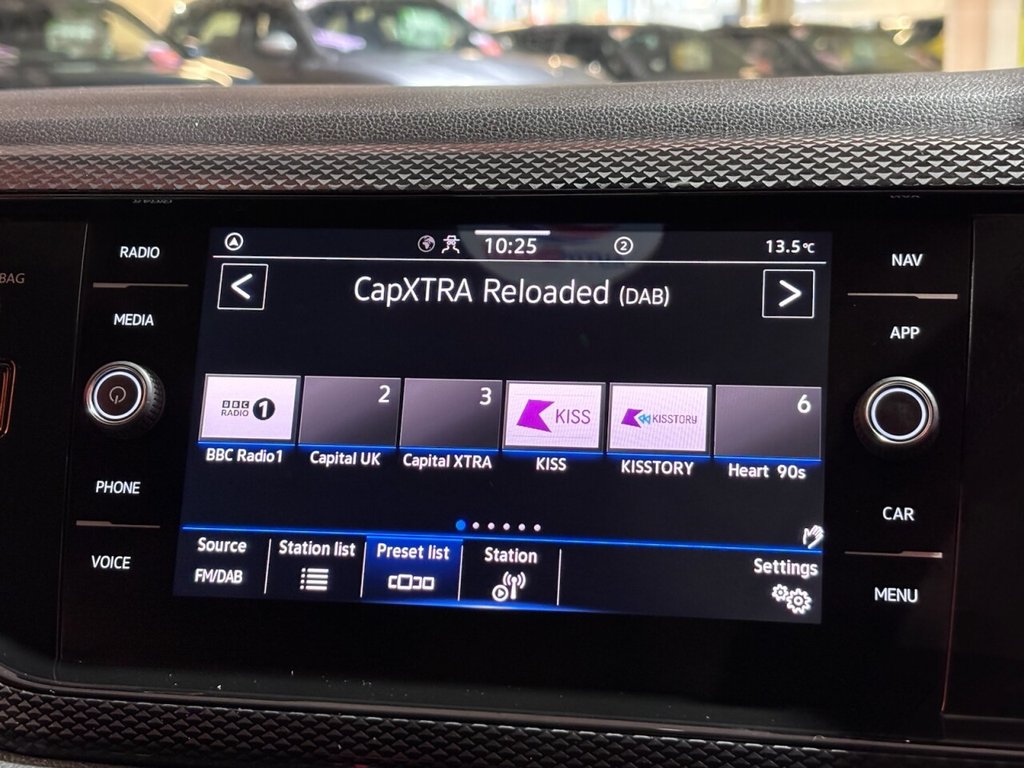 RADIO
MEDIA
PHONE
VOICE
BAG
10:25
2
13.5°C
<
CapXTRA Reloaded (DAB)
>
BBC RADIO 1
2
3
KISS
KISSTORY
6
BBC Radio1
Capital UK
Capital XTRA
KISS
KISSTORY
Heart 90s
Source
FM/DAB
Station list
Preset list
Station
Settings
NAV
APP
CAR
MENU